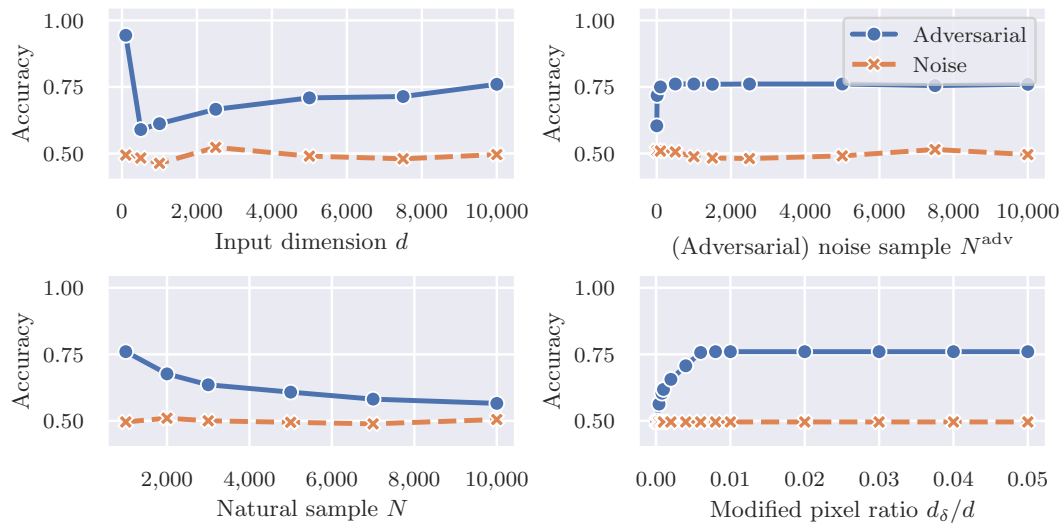 1.00
0.75
0.50
Accuracy
0 2,000 4,000 6,000 8,000 10,000
Input dimension d
1.00
0.75
0.50
Accuracy
Adversarial
Noise
0 2,000 4,000 6,000 8,000 10,000
(Adversarial) noise sample N^adv
1.00
0.75
0.50
Accuracy
2,000 4,000 6,000 8,000 10,000
Natural sample N
1.00
0.75
0.50
Accuracy
0.00 0.01 0.02 0.03 0.04 0.05
Modified pixel ratio d_δ/d